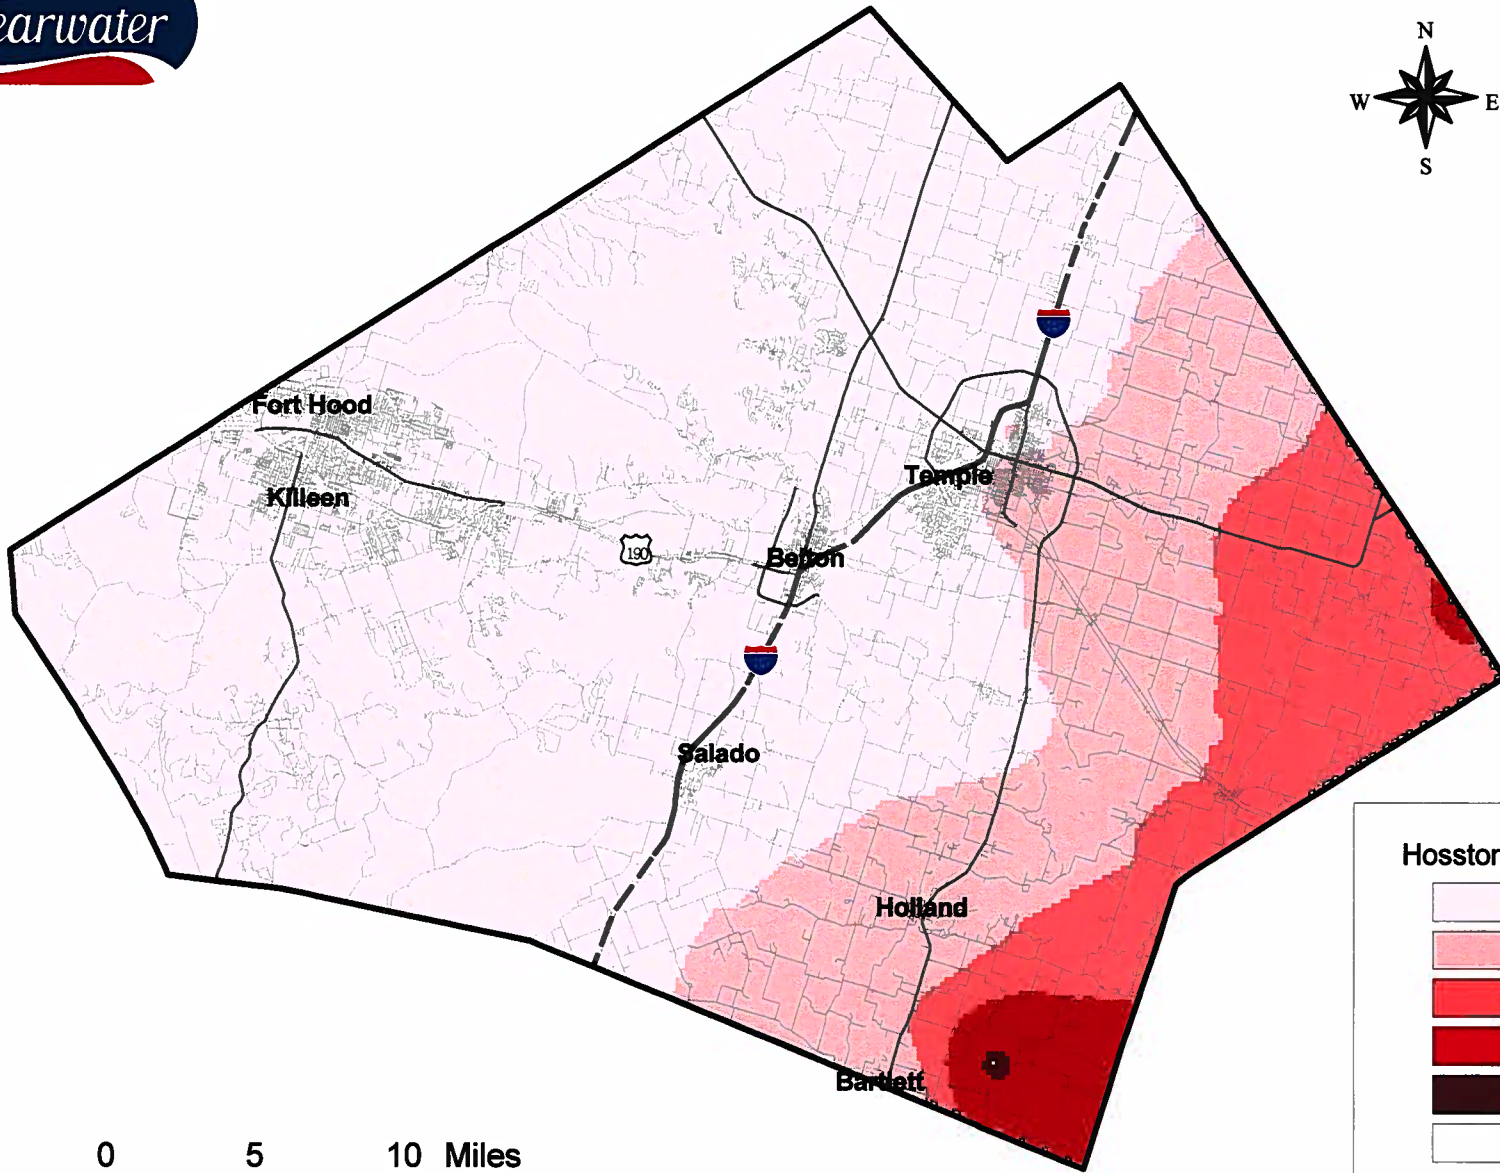 earwater
N
W E
S
Fort Hood
Killeen
Temple
190
Belton
Salado
Holland
Bartlett
Hosston
0 5 10 Miles